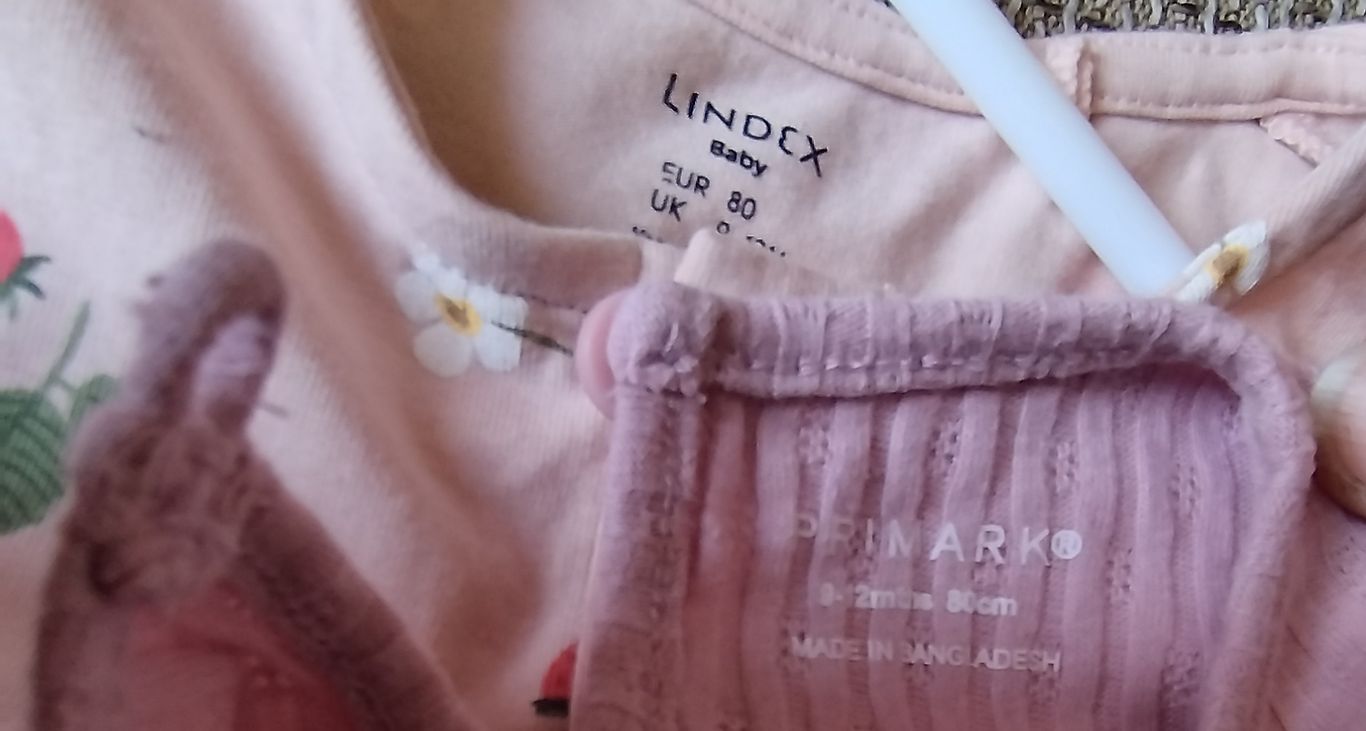 LINDEX
Baby
EUR 80
UK
PRIMARK®
80cm
MADE IN BANGLADESH